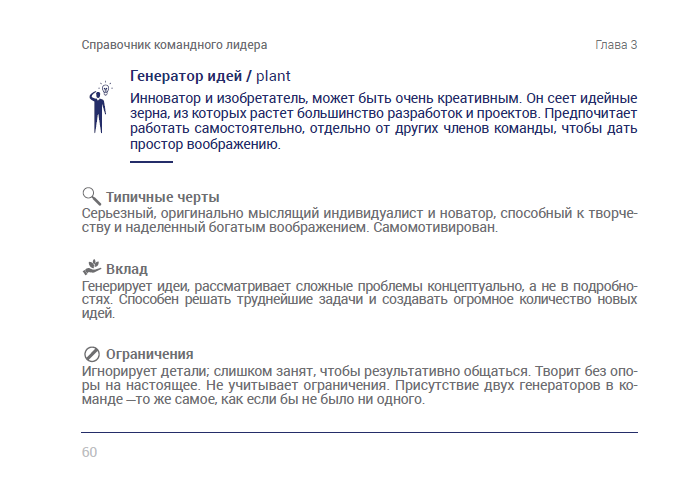 Справочник командного лидера
Глава 3
Генератор идей / plant
Инноватор и изобретатель, может быть очень креативным. Он сеет идейные
зерна, из которых растет большинство разработок и проектов. Предпочитает
работать самостоятельно, отдельно от других членов команды, чтобы дать
простор воображению.
Типичные черты
Серьезный, оригинально мыслящий индивидуалист и новатор, способный к творче-
ству и наделенный богатым воображением. Самомотивирован.
Вклад
Генерирует идеи, рассматривает сложные проблемы концептуально, а не в подробно-
стях. Способен решать труднейшие задачи и создавать огромное количество новых
идей.
Ограничения
Игнорирует детали; слишком занят, чтобы результативно общаться. Творит без опо-
ры на настоящее. Не учитывает ограничения. Присутствие двух генераторов в ко-
манде —то же самое, как если бы не было ни одного.
60